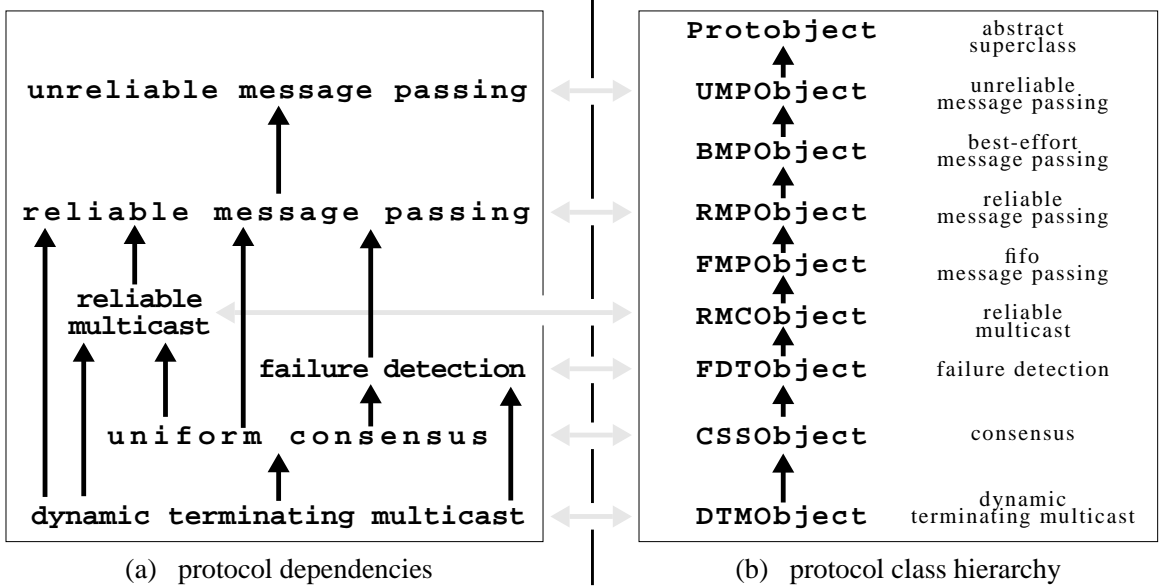 unreliable message passing
reliable message passing
reliable
multicast
failure detection
uniform consensus
dynamic terminating multicast
(a) protocol dependencies
Protobject
abstract
superclass
UMPObject
unreliable
message passing
BMPObject
best-effort
message passing
RMPObject
reliable
message passing
FMPObject
fifo
message passing
RMCObject
reliable
multicast
FDTObject
failure detection
CSSObject
consensus
DTMObject
dynamic
terminating multicast
(b) protocol class hierarchy